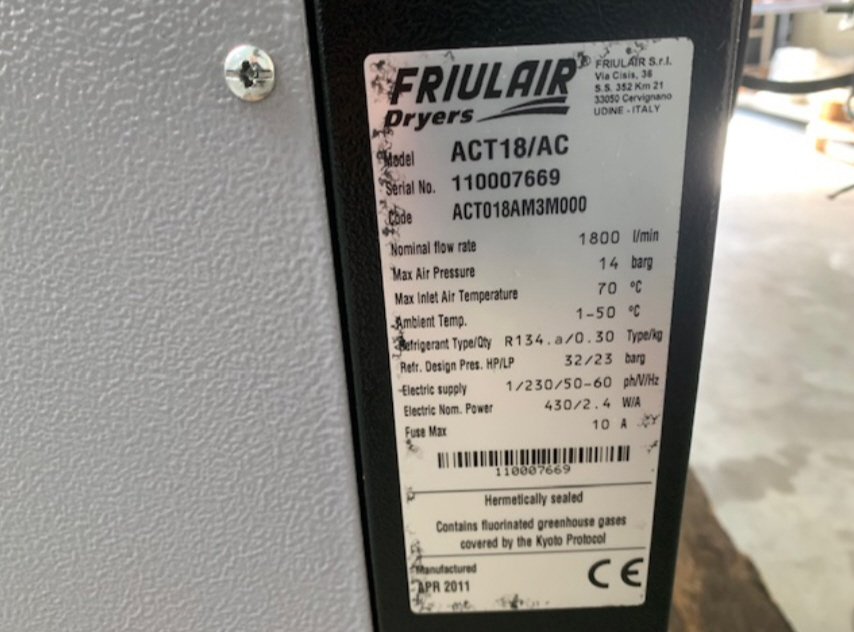 FRIULAIR
Dryers
FRIULAIR S.r.l.
Via Cisis, 36
S.S. 352 Km 21
33050 Cervignano
UDINE - ITALY
Model ACT18/AC
Serial No. 110007669
Code ACT018AM3M000
Nominal flow rate 1800 l/min
Max Air Pressure 14 barg
Max Inlet Air Temperature 70 °C
Ambient Temp. 1-50 °C
Refrigerant Type/Qty R134.a/0.30 Type/kg
Refr. Design Pres. HP/LP 32/23 barg
Electric supply 1/230/50-60 ph/V/Hz
Electric Nom. Power 430/2.4 W/A
Fuse Max 10 A
110007669
Hermetically sealed
Contains fluorinated greenhouse gases
covered by the Kyoto Protocol
Manufactured
APR 2011
CE